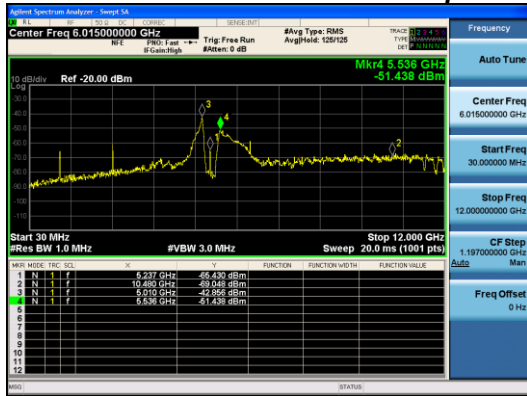 Agilent Spectrum Analyzer - Swept SA
RL RF 50 Ω DC CORREC SENSE:INT
Center Freq 6.015000000 GHz
NFE PNO: Fast Trig: Free Run #Avg Type: RMS TRACE 1 2 3 4 5 6
IFGain:High #Atten: 0 dB Avg|Hold: 125/125 TYPE
DET P N N N N N
Mkr4 5.536 GHz
-51.438 dBm
10 dB/div Ref -20.00 dBm
Log
-30.0
-40.0
-50.0
-60.0
-70.0
-80.0
-90.0
-100
-110
3
4
1
2
Start 30 MHz Stop 12.000 GHz
#Res BW 1.0 MHz #VBW 3.0 MHz Sweep 20.0 ms (1001 pts)
MKR MODE TRC SCL X Y FUNCTION FUNCTION WIDTH FUNCTION VALUE
1 N 1 f 5.237 GHz -65.430 dBm
2 N 1 f 10.480 GHz -69.048 dBm
3 N 1 f 5.010 GHz -42.856 dBm
4 N 1 f 5.536 GHz -51.438 dBm
5
6
7
8
9
10
11
12
MSG STATUS
Frequency
Auto Tune
Center Freq
6.015000000 GHz
Start Freq
30.000000 MHz
Stop Freq
12.000000000 GHz
CF Step
1.197000000 GHz
Auto Man
Freq Offset
0 Hz